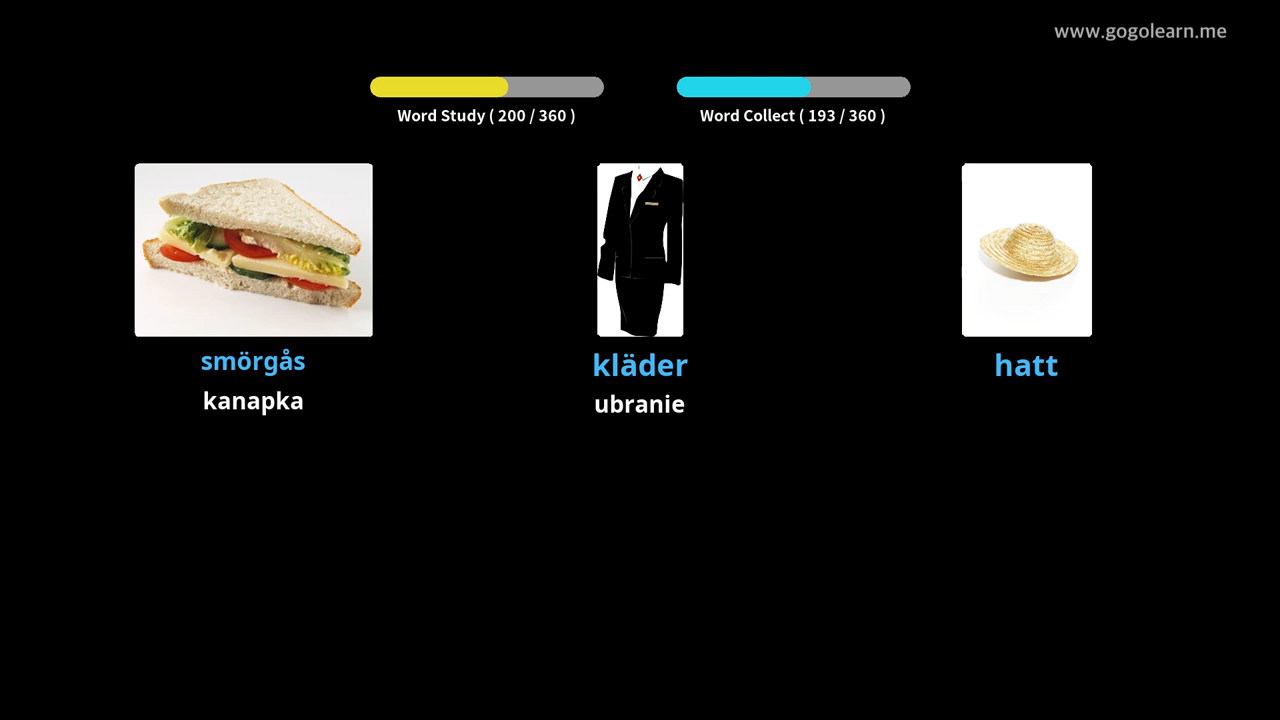 www.gogolearn.me
Word Study ( 200 / 360 )
Word Collect ( 193 / 360 )
smörgås
kanapka
kläder
ubranie
hatt